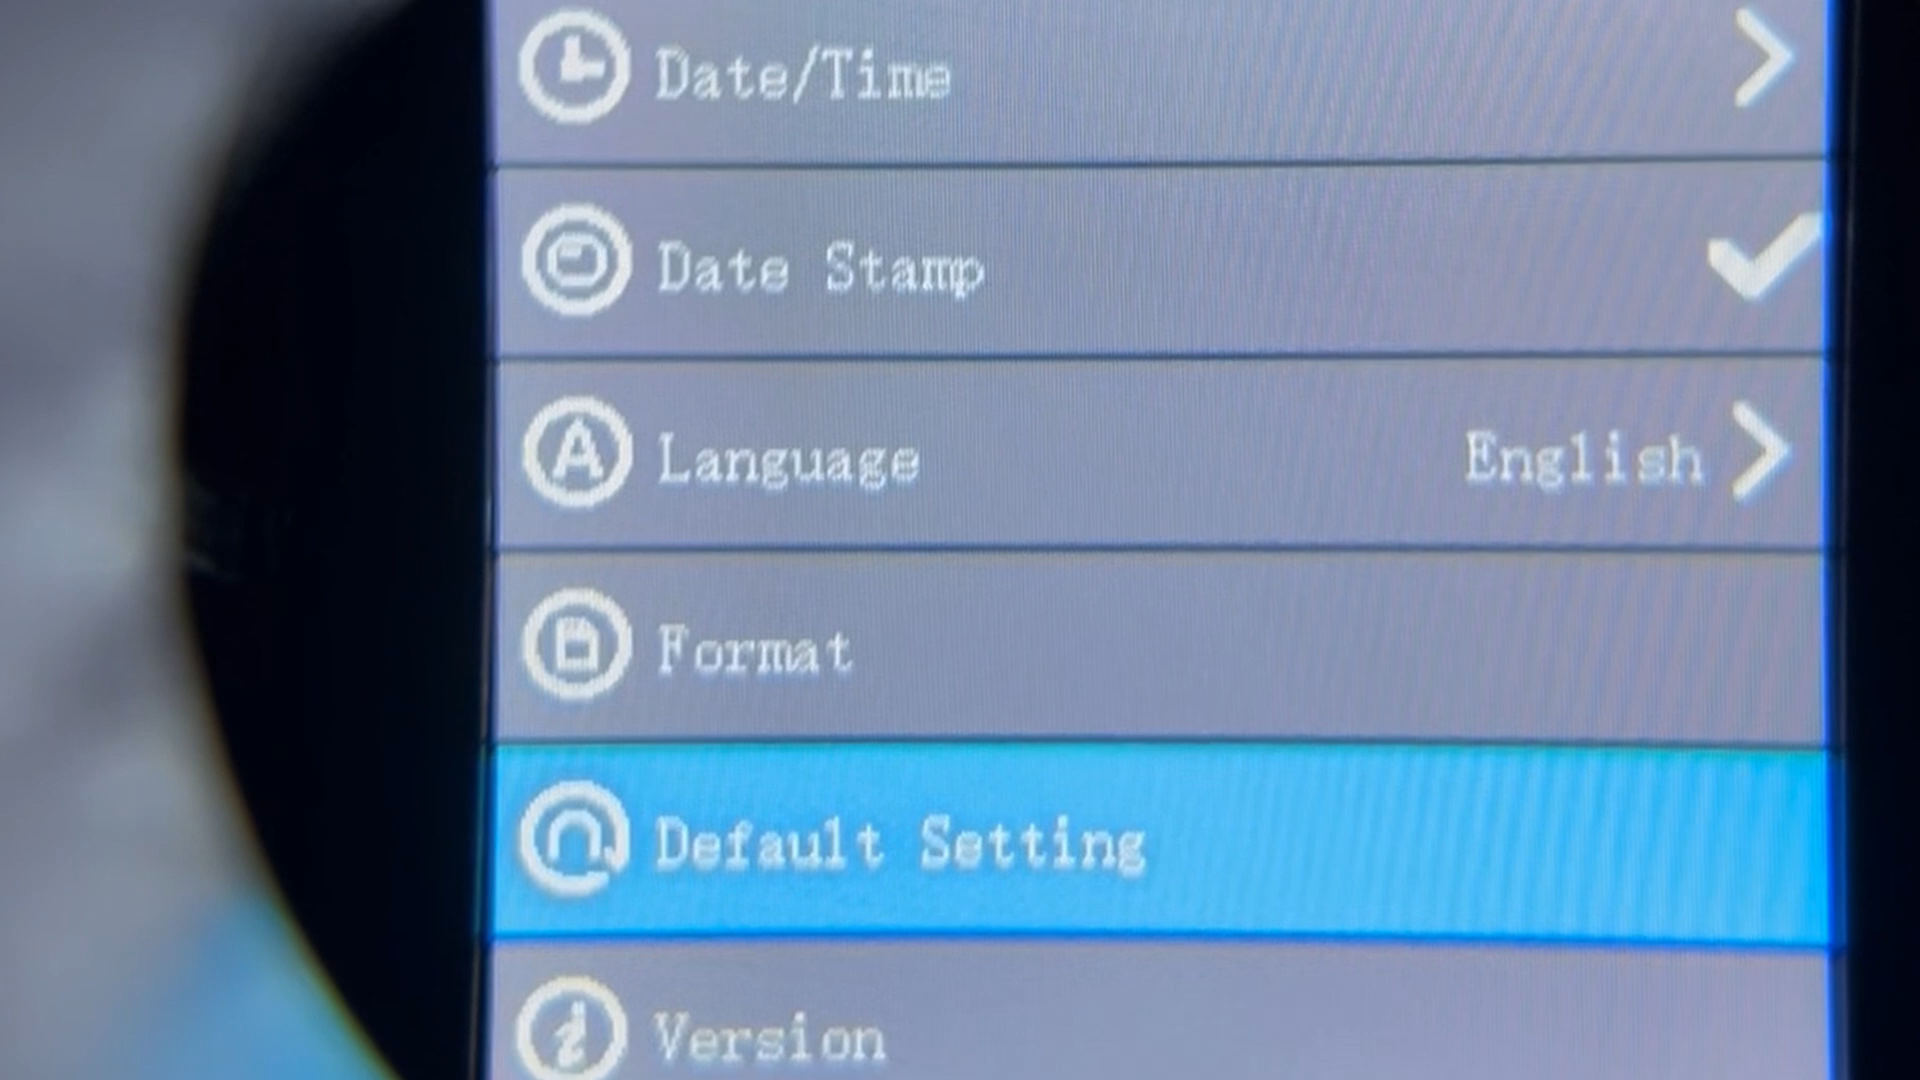 Date/Time
Date Stamp
Language English
Format
Default Setting
Version